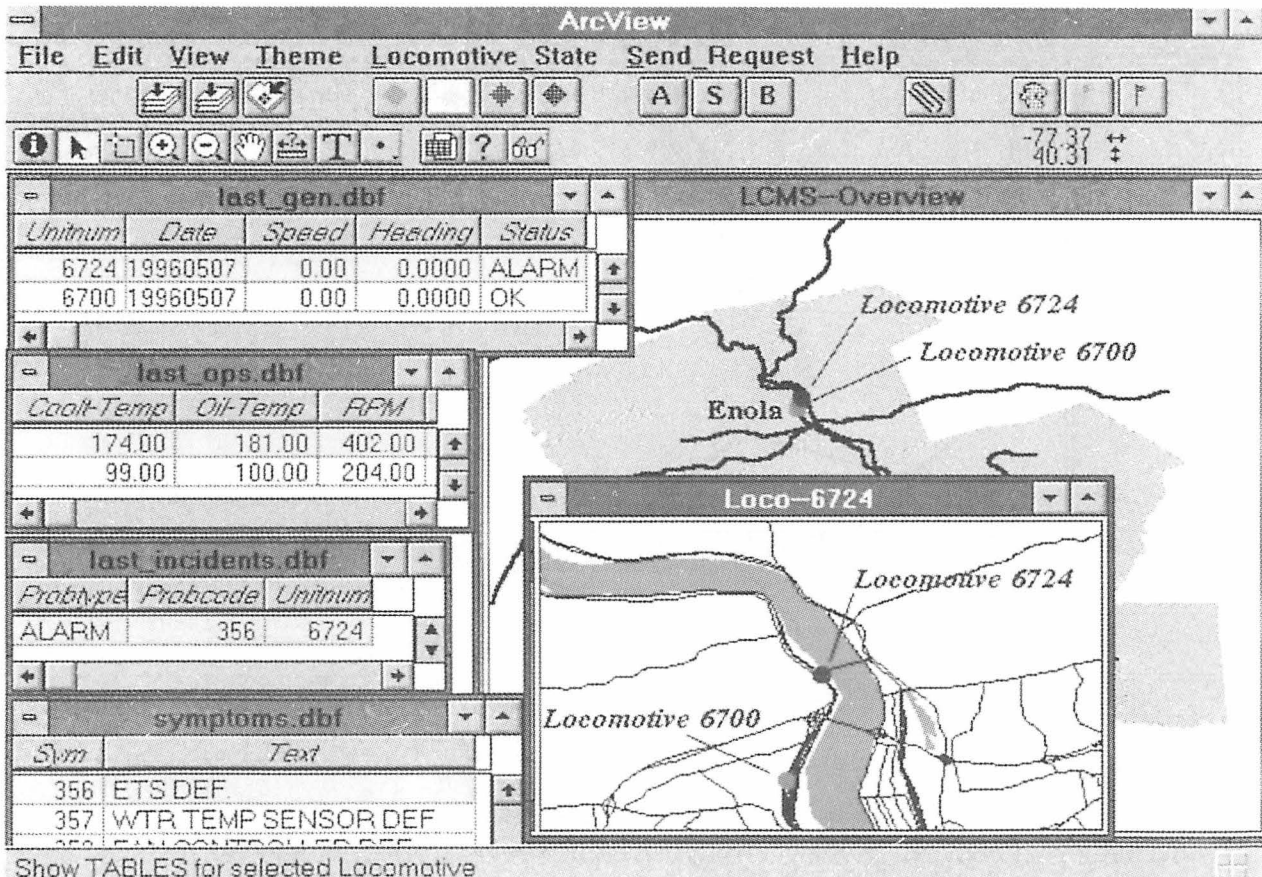 ArcView
File Edit View Theme Locomotive_State Send_Request Help
A S B
T ?
-77.37
40.31
last_gen.dbf
Unitnum Date Speed Heading Status
6724 19960507 0.00 0.0000 ALARM
6700 19960507 0.00 0.0000 OK
last_ops.dbf
Coolt-Temp Oil-Temp RPM
174.00 181.00 402.00
99.00 100.00 204.00
last_incidents.dbf
Probtype Probcode Unitnum
ALARM 356 6724
symptoms.dbf
Sym Text
356 ETS DEF.
357 WTR TEMP SENSOR DEF
LCMS-Overview
Locomotive 6724
Locomotive 6700
Enola
Loco-6724
Locomotive 6724
Locomotive 6700
Show TABLES for selected Locomotive